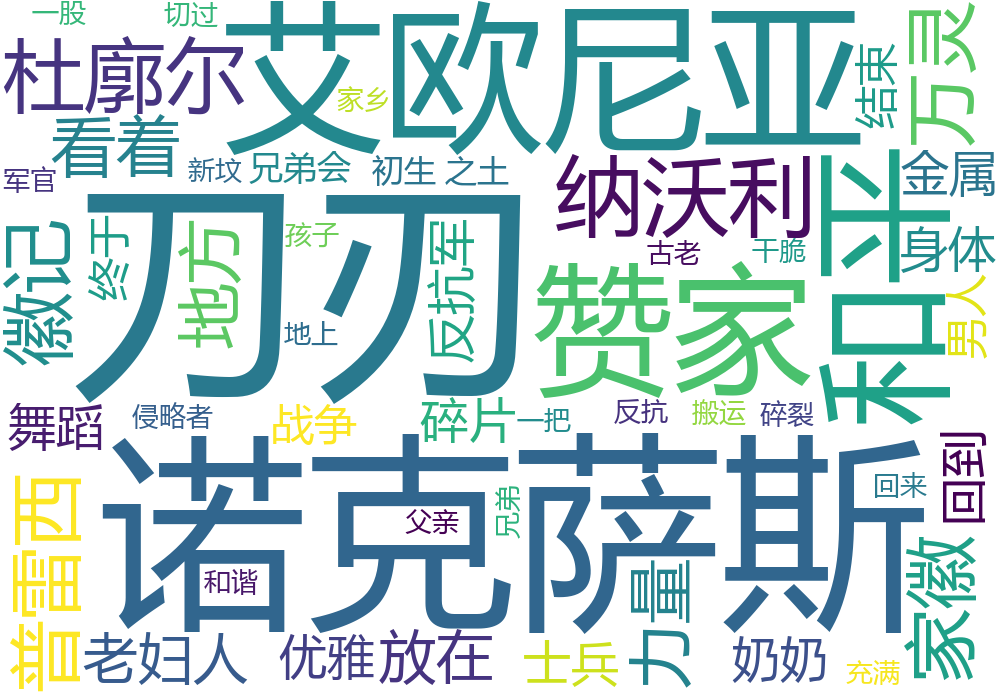 一股
切过
艾欧尼亚
杜廓尔
家乡
结束
万灵
看着
新坟
兄弟会
初生
之土
纳沃利
和平
金属
军官
刀刃
徽记
终于
地方
孩子
反抗军
古老
干脆
身体
地上
赞家
男人
舞蹈
侵略者
战争
碎片
一把
反抗
搬运
碎裂
诺克萨斯
回到
普雷西
回来
父亲
兄弟
和谐
力量
家徽
老妇人
优雅
放在
士兵
奶奶
充满